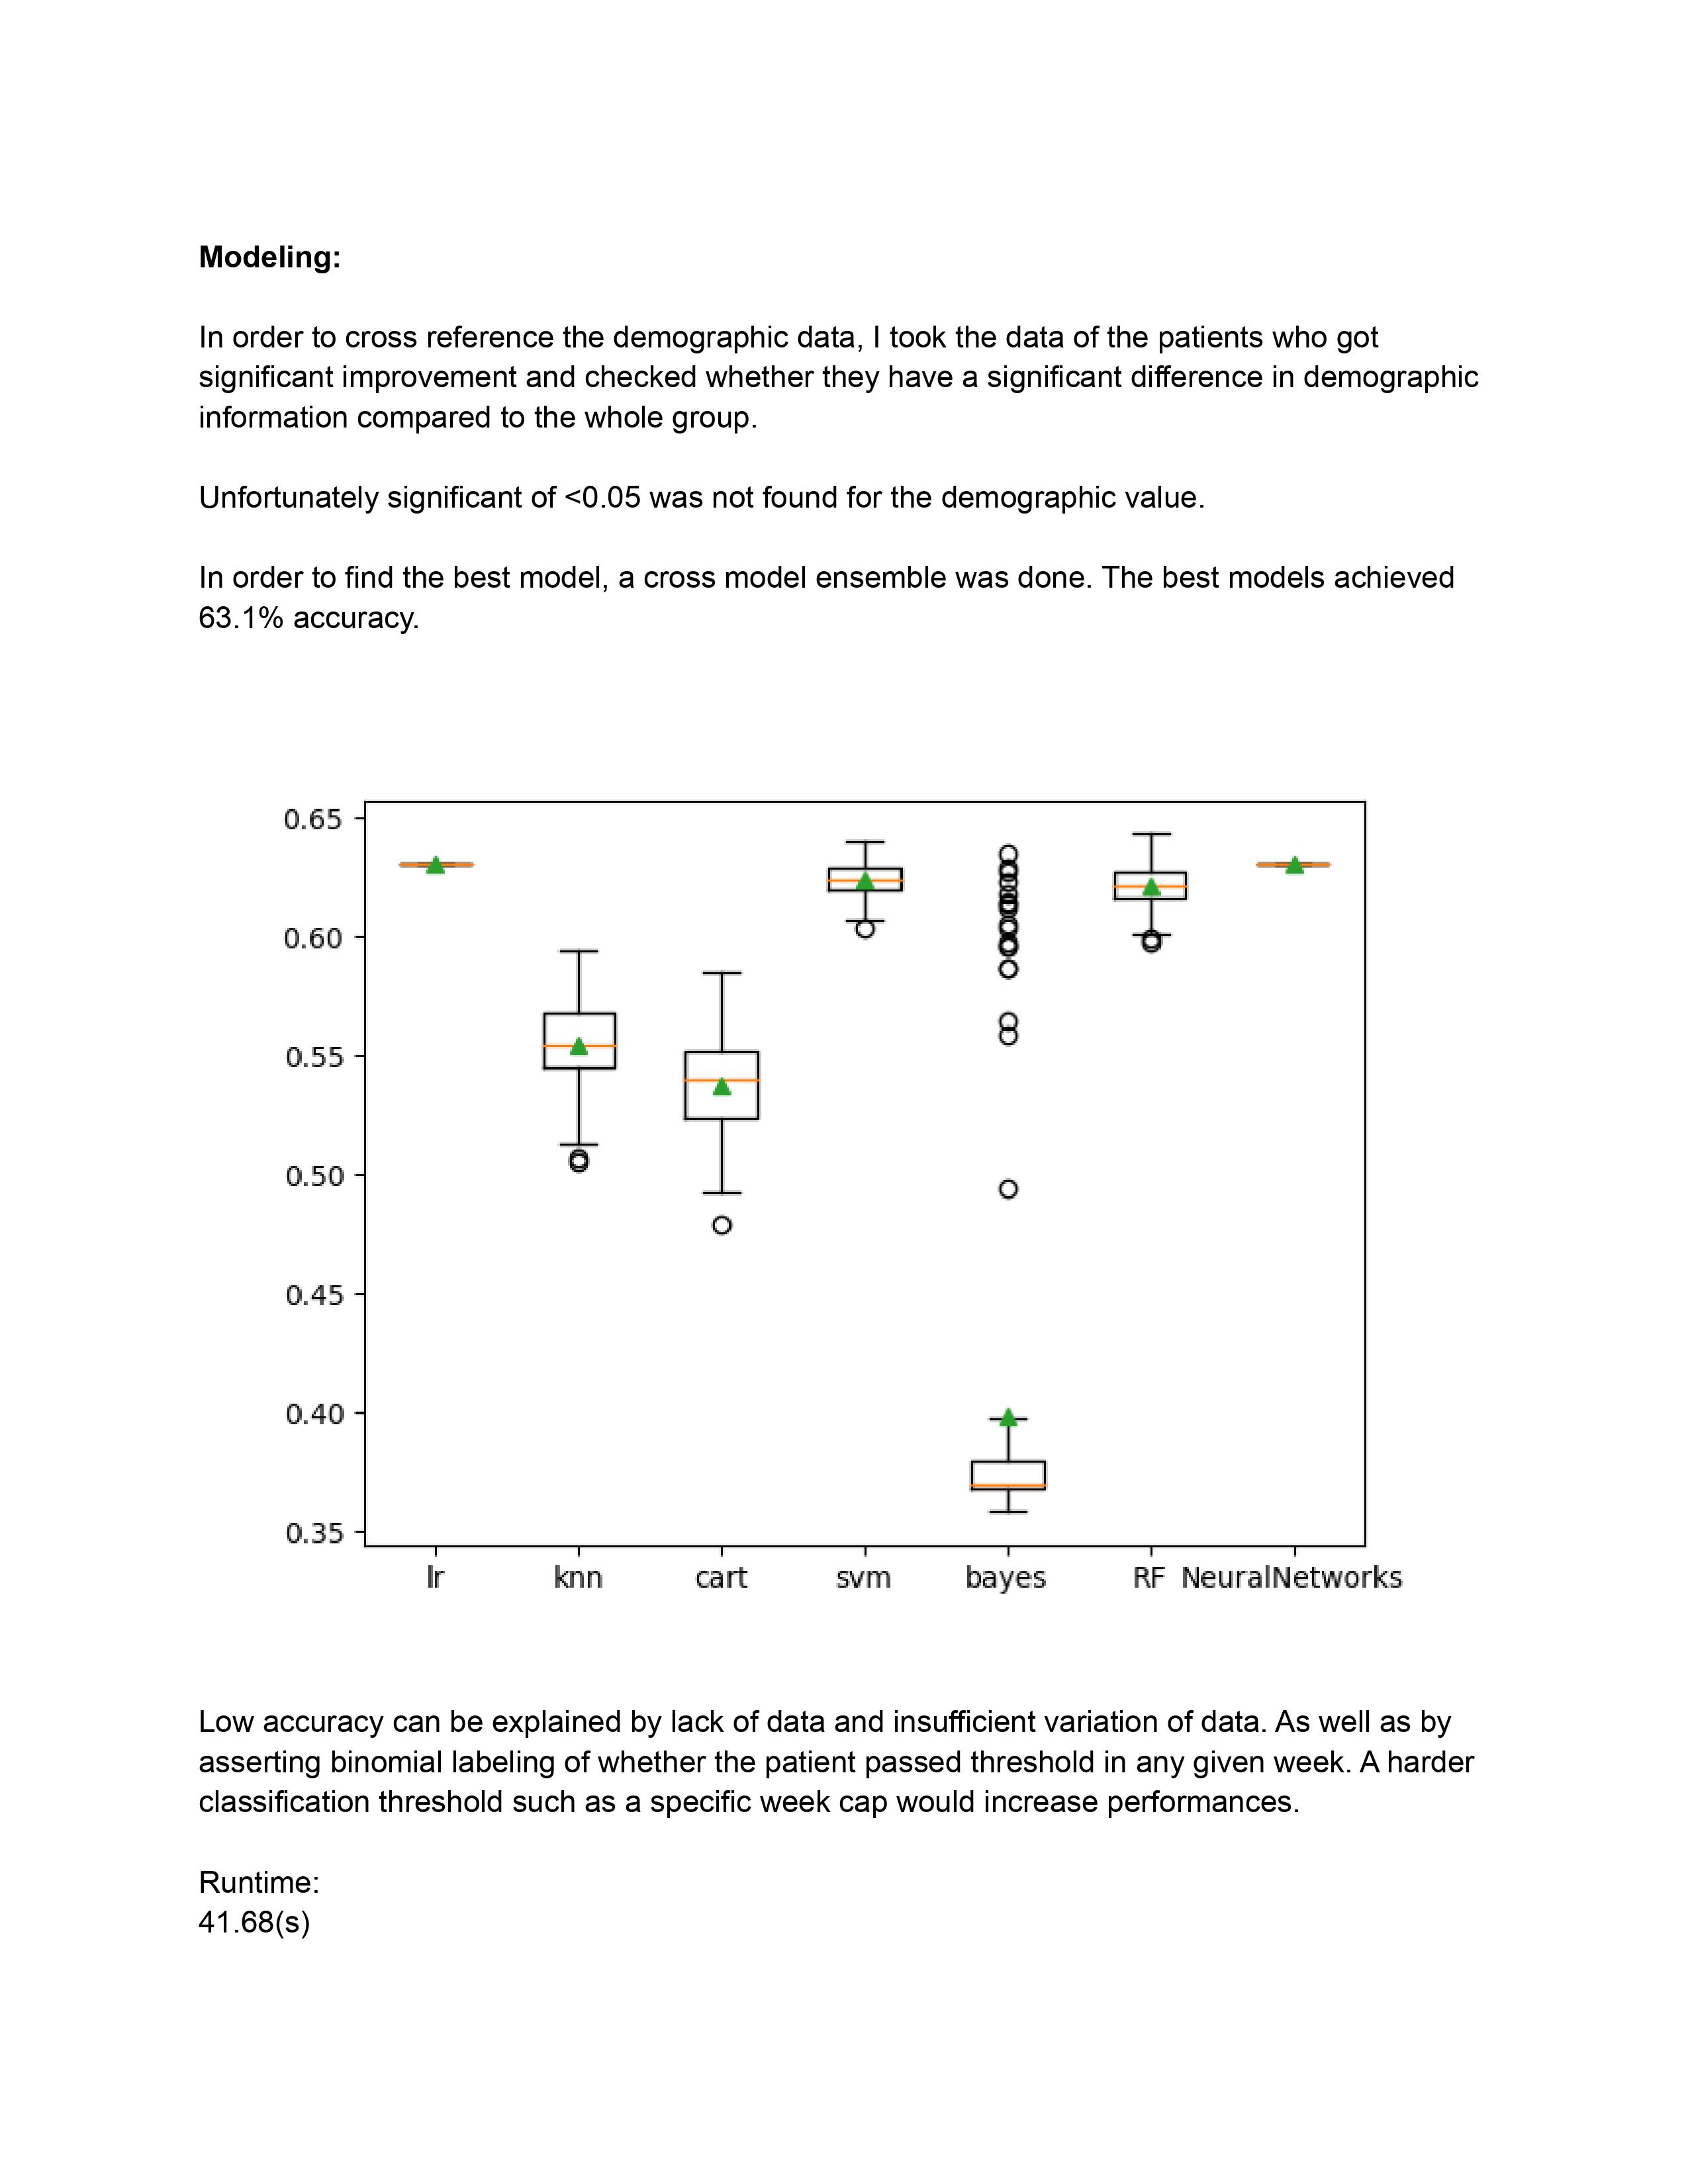 Modeling:
In order to cross reference the demographic data, I took the data of the patients who got
significant improvement and checked whether they have a significant difference in demographic
information compared to the whole group.
Unfortunately significant of <0.05 was not found for the demographic value.
In order to find the best model, a cross model ensemble was done. The best models achieved
63.1% accuracy.
0.65
0.60
0.55
0.50
0.45
0.40
0.35
lr knn cart svm bayes RF NeuralNetworks
Low accuracy can be explained by lack of data and insufficient variation of data. As well as by
asserting binomial labeling of whether the patient passed threshold in any given week. A harder
classification threshold such as a specific week cap would increase performances.
Runtime:
41.68(s)